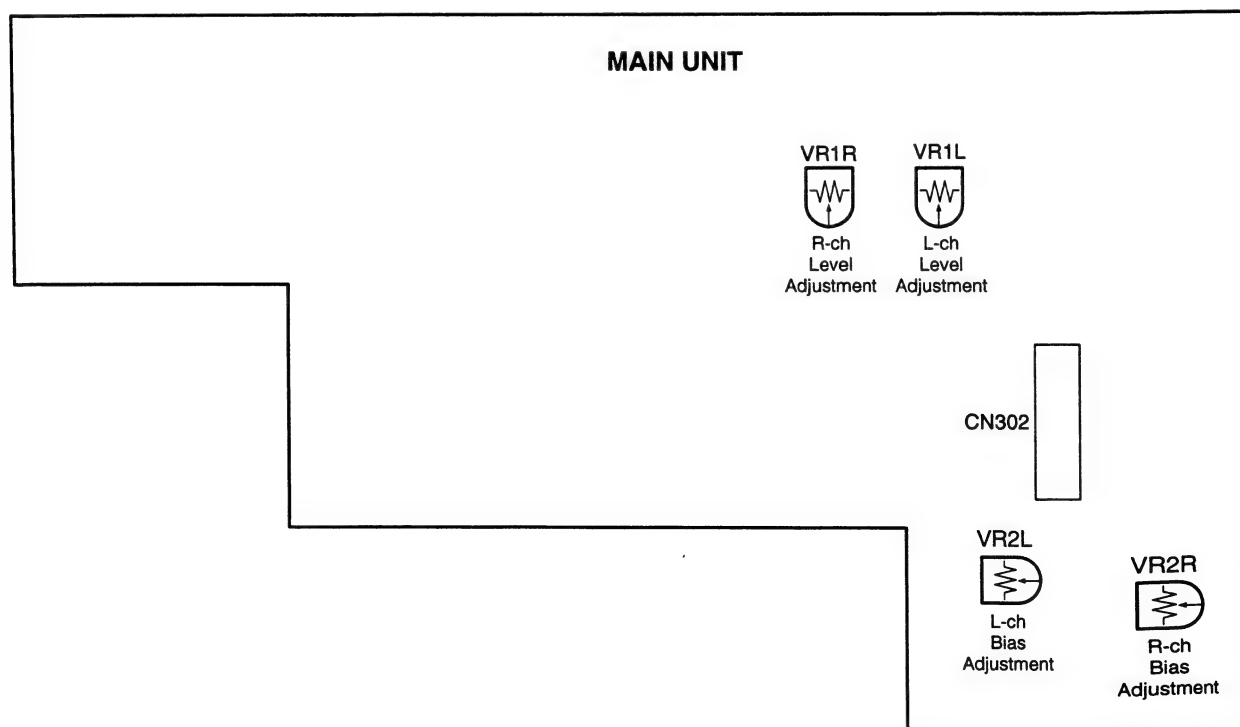 MAIN UNIT
VR1R
R-ch
Level
Adjustment
VR1L
L-ch
Level
Adjustment
CN302
VR2L
L-ch
Bias
Adjustment
VR2R
R-ch
Bias
Adjustment